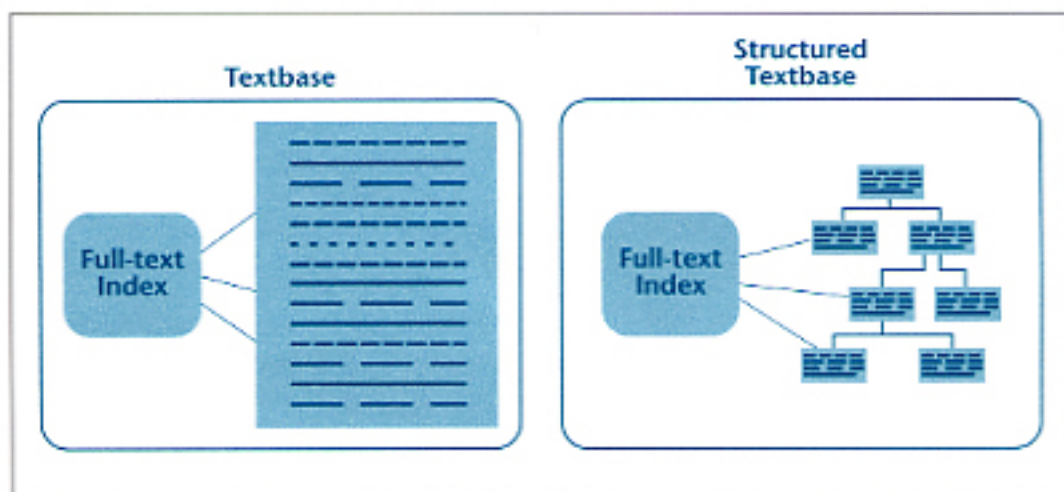 Textbase
Full-text
Index
Structured
Textbase
Full-text
Index